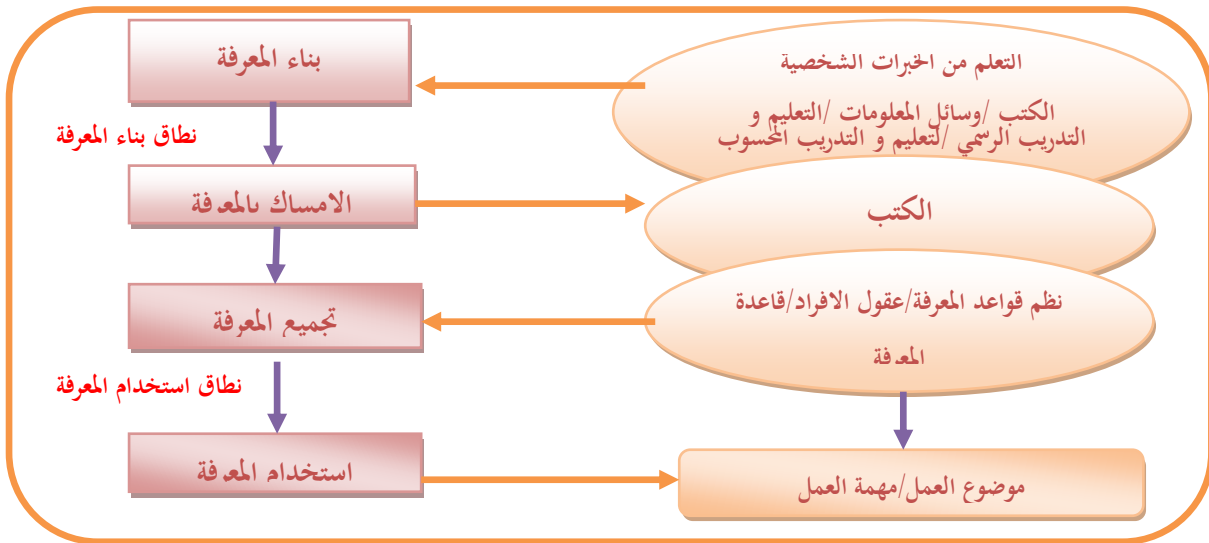 بناء المعرفة
التعلم من الخبرات الشخصية
الكتب /وسائل المعلومات /التعليم و
التدريب الرسمي /لتعليم و التدريب المحسوب
نطاق بناء المعرفة
الامساك بالمعرفة
الكتب
نظم قواعد المعرفة/عقول الافراد/قاعدة
المعرفة
تجميع المعرفة
نطاق استخدام المعرفة
استخدام المعرفة
موضوع العمل/مهمة العمل